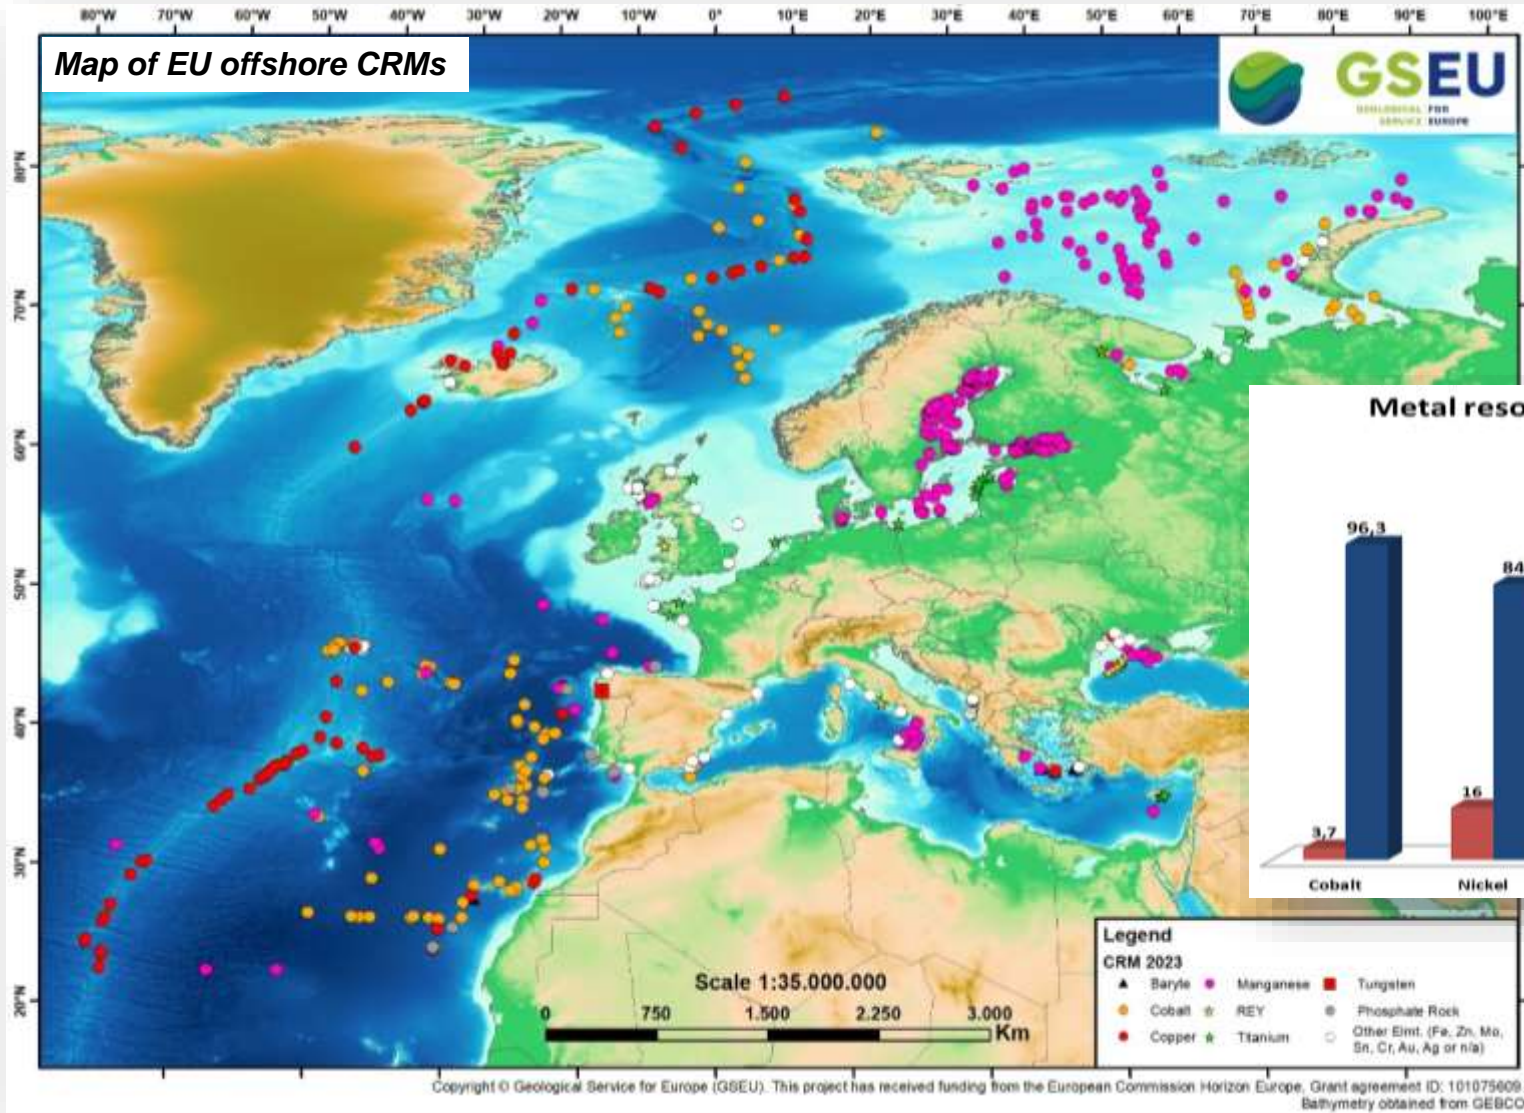 80°W 60°W 50°W 40°W 30°W 20°W 10°W 0° 10°E 20°E 30°E 40°E 50°E 60°E 70°E 80°E 90°E 100°E
Map of EU offshore CRMs
GSEU
GEOLOGICAL FOR
SERVICE EUROPE
80°N
70°N
60°N
50°N
40°N
30°N
20°N
Metal reso
96,3
84
16
3,7
Cobalt Nickel
Scale 1:35.000.000
0 750 1.500 2.250 3.000
Km
Legend
CRM 2023
Baryte Manganese Tungsten
Cobalt REY Phosphate Rock
Copper Titanium Other Elmt. (Fe, Zn, Mo,
Sn, Cr, Au, Ag or n/a)
Copyright © Geological Service for Europe (GSEU). This project has received funding from the European Commission Horizon Europe, Grant agreement ID: 101075609
Bathymetry obtained from GEBCO